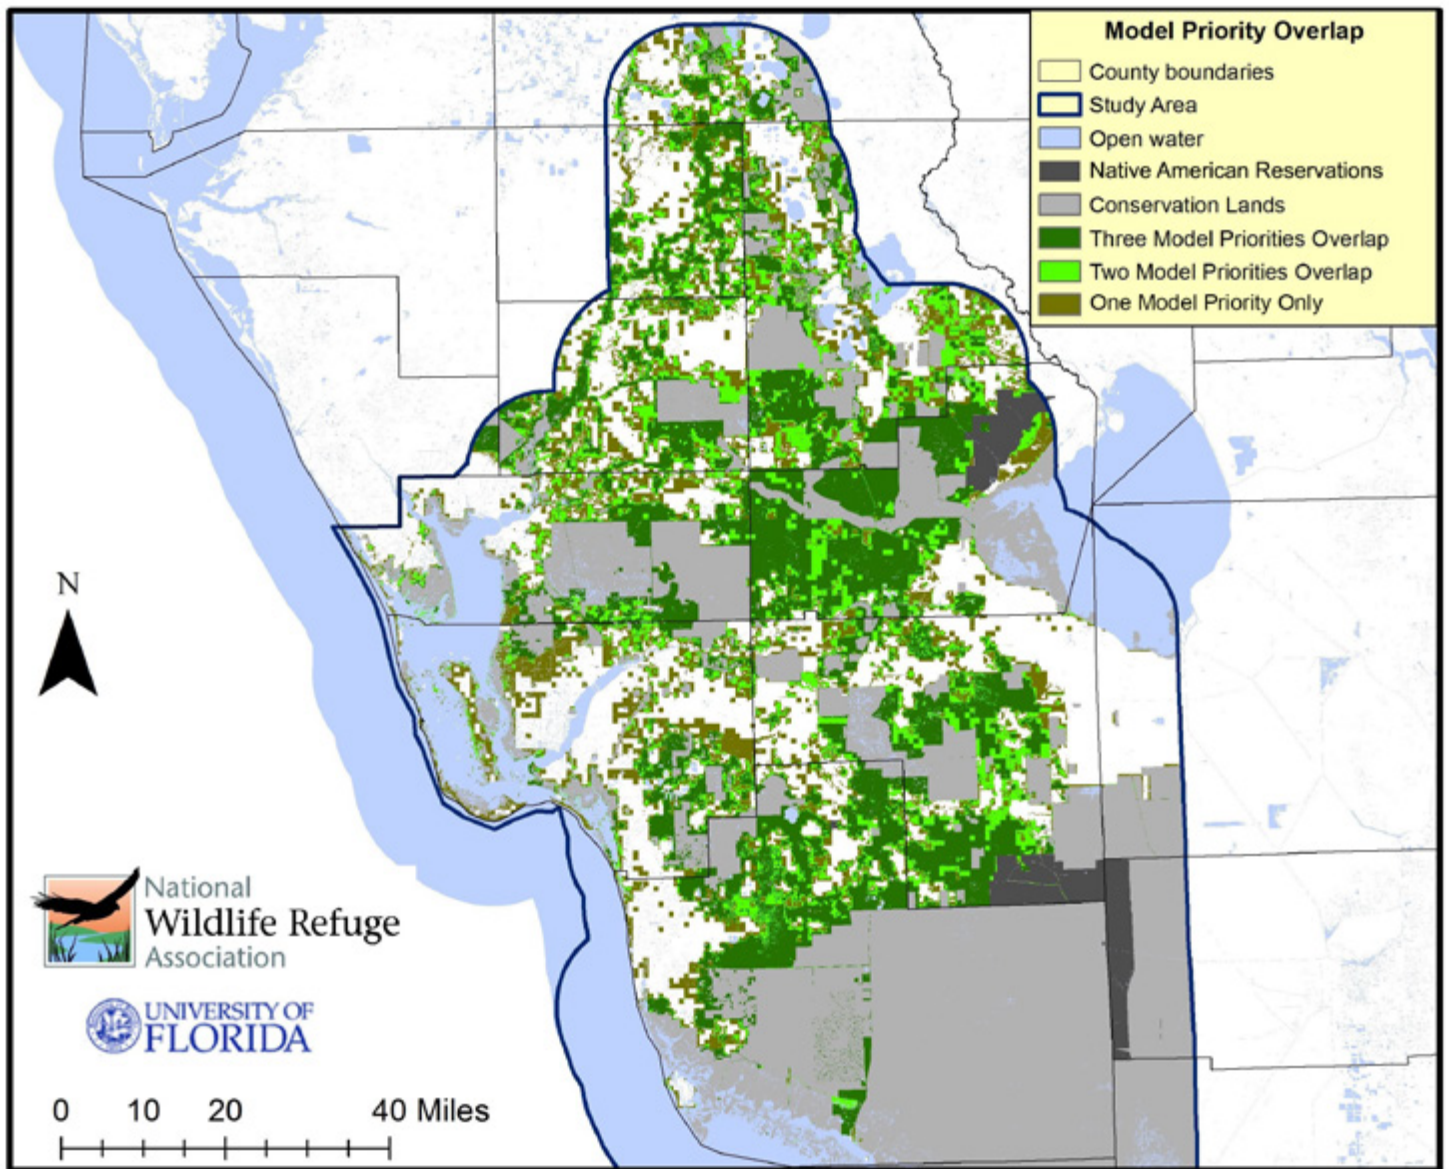 Model Priority Overlap
County boundaries
Study Area
Open water
Native American Reservations
Conservation Lands
Three Model Priorities Overlap
Two Model Priorities Overlap
One Model Priority Only
N
National
Wildlife Refuge
Association
UNIVERSITY OF
FLORIDA
0 10 20 40 Miles